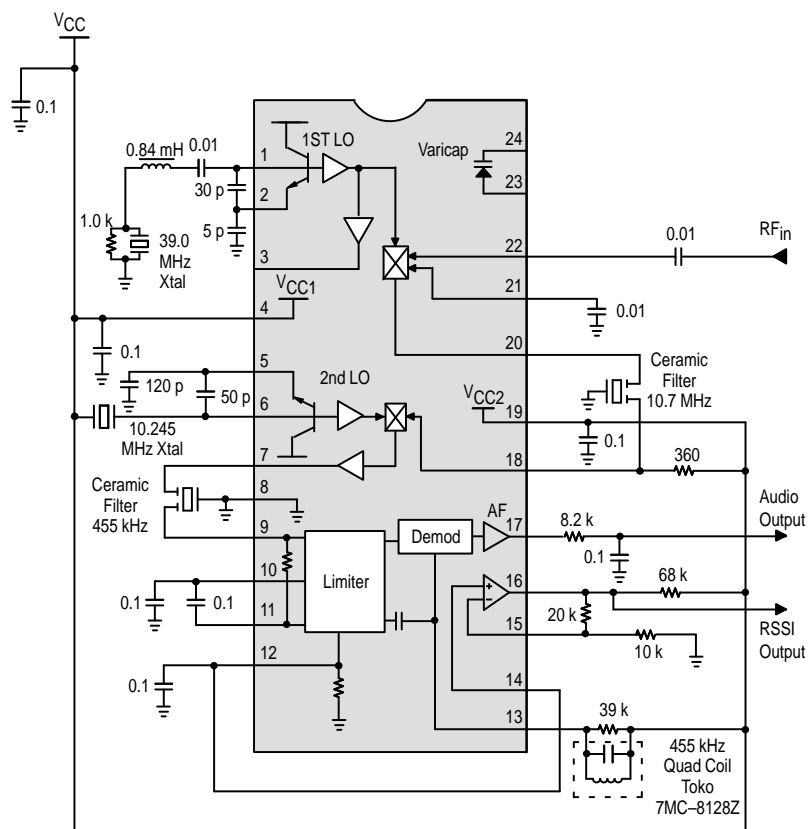 VCC
0.1
0.84 mH
0.01
1.0 k
39.0
MHz
Xtal
30 p
5 p
1
2
3
4
5
6
7
8
9
10
11
12
1ST LO
VCC1
0.1
120 p
50 p
10.245
MHz Xtal
2nd LO
Ceramic
Filter
455 kHz
0.1
0.1
0.1
Limiter
Demod
AF
Varicap
VCC2
24
23
22
21
20
19
18
17
16
15
14
13
0.01
RFin
0.01
Ceramic
Filter
10.7 MHz
0.1
360
8.2 k
0.1
Audio
Output
68 k
20 k
10 k
RSSI
Output
39 k
455 kHz
Quad Coil
Toko
7MC–8128Z
+
–